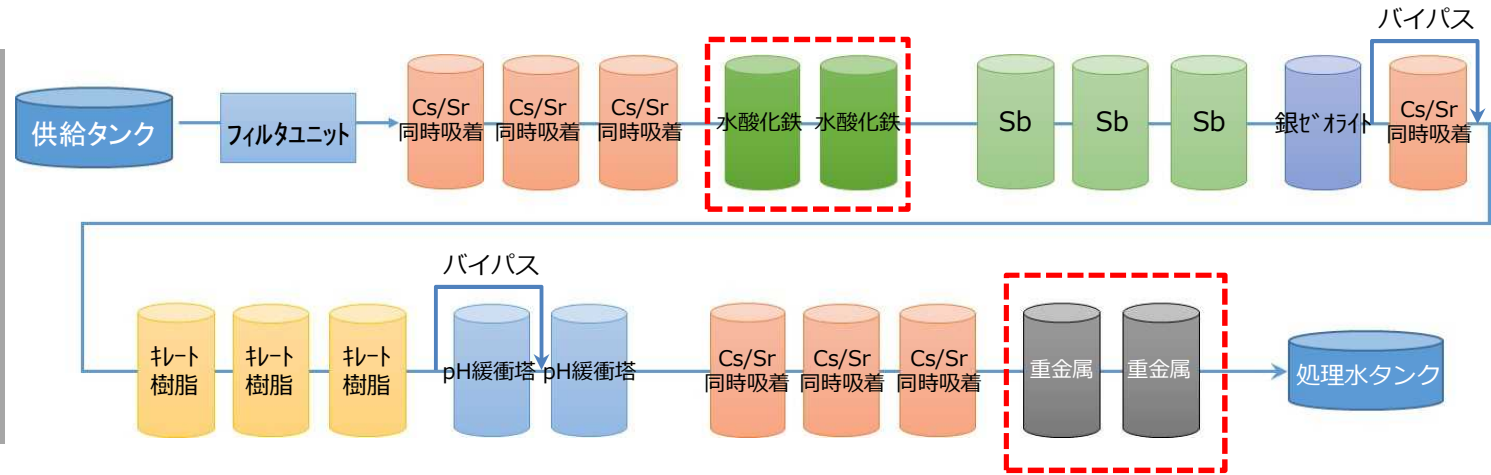 バイパス
供給タンク
フィルタユニット
Cs/Sr
同時吸着
Cs/Sr
同時吸着
Cs/Sr
同時吸着
水酸化鉄
水酸化鉄
Sb
Sb
Sb
銀ｾﾞｵﾗｲﾄ
Cs/Sr
同時吸着
バイパス
ｷﾚｰﾄ
樹脂
ｷﾚｰﾄ
樹脂
ｷﾚｰﾄ
樹脂
pH緩衝塔
pH緩衝塔
Cs/Sr
同時吸着
Cs/Sr
同時吸着
Cs/Sr
同時吸着
重金属
重金属
処理水タンク